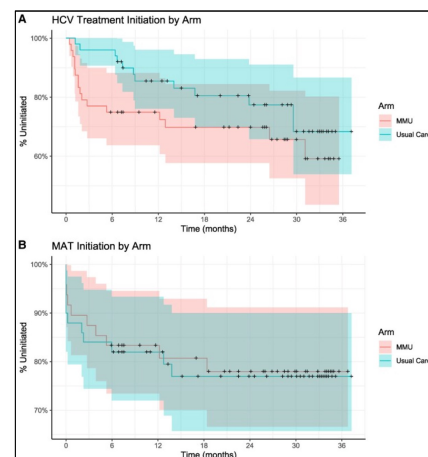 A
HCV Treatment Initiation by Arm
100%
80%
60%
% Uninitiated
0 6 12 18 24 30 36
Time (months)
Arm
MMU
Usual Care
B
MAT Initiation by Arm
100%
90%
80%
70%
% Uninitiated
0 6 12 18 24 30 36
Time (months)
Arm
MMU
Usual Care